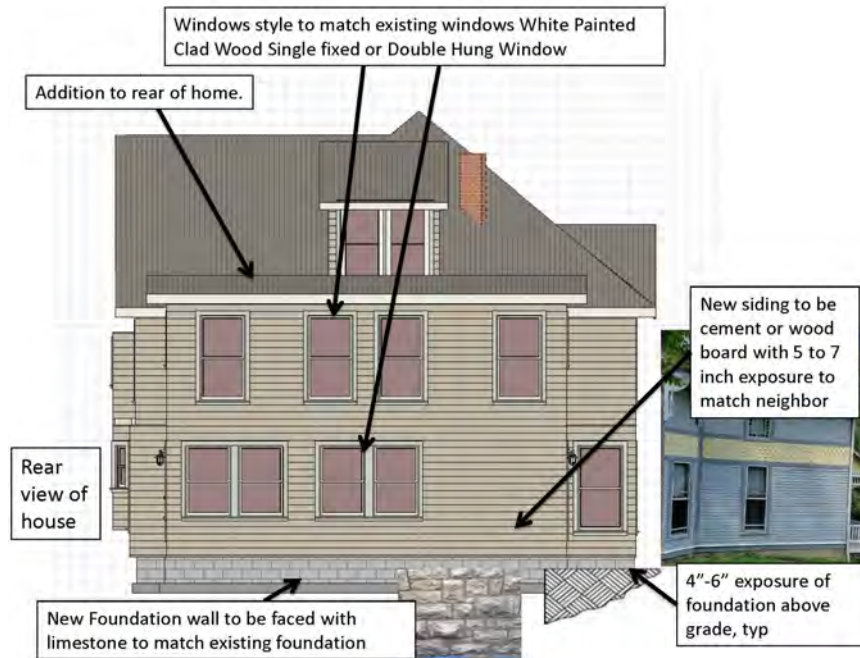 Windows style to match existing windows White Painted
Clad Wood Single fixed or Double Hung Window
Addition to rear of home.
New siding to be
cement or wood
board with 5 to 7
inch exposure to
match neighbor
Rear
view of
house
New Foundation wall to be faced with
limestone to match existing foundation
4”-6” exposure of
foundation above
grade, typ